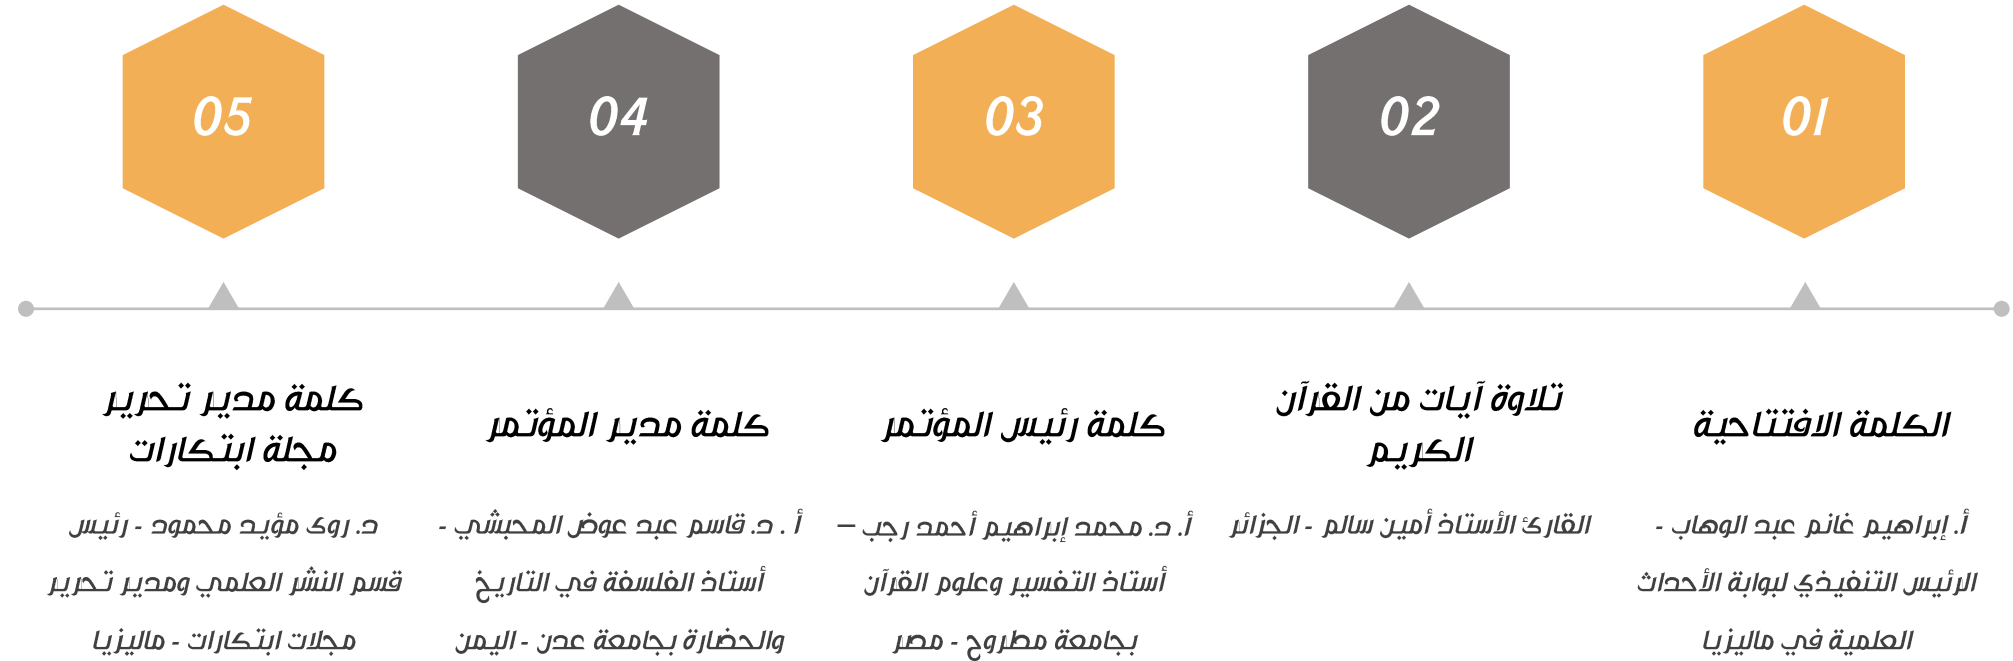 01
الكلمة الافتتاحية
أ. إبراهيم غانم عبد الوهاب -
الرئيس التنفيذي لبوابة الأحداث
العلمية في ماليزيا
02
تلاوة آيات من القرآن
الكريم
القارئ الأستاذ أمين سالم - الجزائر
03
كلمة رئيس المؤتمر
أ. د. محمد إبراهيم أحمد رجب –
أستاذ التفسير وعلوم القرآن
بجامعة مطروح - مصر
04
كلمة مدير المؤتمر
أ . د. قاسم عبد عوض المحبشي -
أستاذ الفلسفة في التاريخ
والحضارة بجامعة عدن - اليمن
05
كلمة مدير تحرير
مجلة ابتكارات
د. روى مؤيد محمود - رئيس
قسم النشر العلمي ومدير تحرير
مجلات ابتكارات - ماليزيا